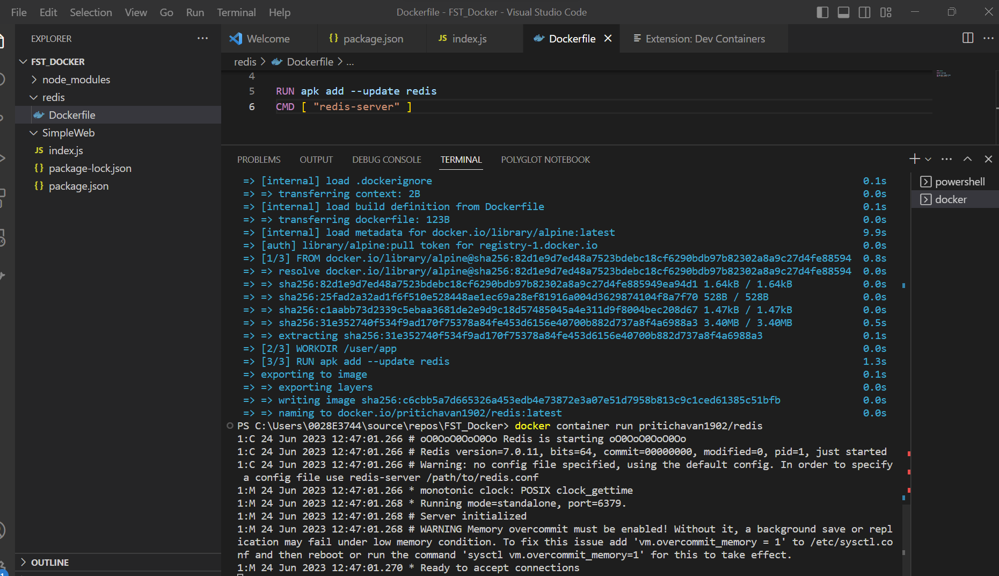 File Edit Selection View Go Run Terminal Help
Dockerfile - FST_Docker - Visual Studio Code
EXPLORER
FST_DOCKER
node_modules
redis
Dockerfile
SimpleWeb
JS index.js
{} package-lock.json
{} package.json
OUTLINE
Welcome
{} package.json
JS index.js
Dockerfile
Extension: Dev Containers
redis > Dockerfile > ...
4
5 RUN apk add --update redis
6 CMD [ "redis-server" ]
PROBLEMS OUTPUT DEBUG CONSOLE TERMINAL POLYGLOT NOTEBOOK
powershell
docker
=> [internal] load .dockerignore 0.1s
=> => transferring context: 2B 0.0s
=> [internal] load build definition from Dockerfile 0.1s
=> => transferring dockerfile: 123B 0.0s
=> [internal] load metadata for docker.io/library/alpine:latest 9.9s
=> [auth] library/alpine:pull token for registry-1.docker.io 0.0s
=> [1/3] FROM docker.io/library/alpine@sha256:82d1e9d7ed48a7523bdebc18cf6290bdb97b82302a8a9c27d4fe88594 0.8s
=> => resolve docker.io/library/alpine@sha256:82d1e9d7ed48a7523bdebc18cf6290bdb97b82302a8a9c27d4fe88594 0.0s
=> => sha256:82d1e9d7ed48a7523bdebc18cf6290bdb97b82302a8a9c27d4fe885949ea94d1 1.64kB / 1.64kB 0.0s
=> => sha256:25fad2a32ad1f6f510e528448ae1ec69a28ef81916a004d3629874104f8a7f70 528B / 528B 0.0s
=> => sha256:c1aabb73d2339c5ebaa3681de2e9d9c18d57485045a4e311d9f8004bec208d67 1.47kB / 1.47kB 0.0s
=> => sha256:31e352740f534f9ad170f75378a84fe453d6156e40700b882d737a8f4a6988a3 3.40MB / 3.40MB 0.5s
=> => extracting sha256:31e352740f534f9ad170f75378a84fe453d6156e40700b882d737a8f4a6988a3 0.1s
=> [2/3] WORKDIR /user/app 0.0s
=> [3/3] RUN apk add --update redis 1.3s
=> exporting to image 0.1s
=> => exporting layers 0.0s
=> => writing image sha256:c6cbb5a7d665326a453edb4e73872e3a07e51d7958b813c9c1ced61385c51bfb 0.0s
=> => naming to docker.io/pritichavan1902/redis:latest 0.0s
PS C:\Users\0028E3744\source\repos\FST_Docker> docker container run pritichavan1902/redis
1:C 24 Jun 2023 12:47:01.266 # oO0OoO0OoO0Oo Redis is starting oO0OoO0OoO0Oo
1:C 24 Jun 2023 12:47:01.266 # Redis version=7.0.11, bits=64, commit=00000000, modified=0, pid=1, just started
1:C 24 Jun 2023 12:47:01.266 # Warning: no config file specified, using the default config. In order to specify
a config file use redis-server /path/to/redis.conf
1:M 24 Jun 2023 12:47:01.266 * monotonic clock: POSIX clock_gettime
1:M 24 Jun 2023 12:47:01.268 * Running mode=standalone, port=6379.
1:M 24 Jun 2023 12:47:01.268 # Server initialized
1:M 24 Jun 2023 12:47:01.268 # WARNING Memory overcommit must be enabled! Without it, a background save or repl
ication may fail under low memory condition. To fix this issue add 'vm.overcommit_memory = 1' to /etc/sysctl.co
nf and then reboot or run the command 'sysctl vm.overcommit_memory=1' for this to take effect.
1:M 24 Jun 2023 12:47:01.270 * Ready to accept connections